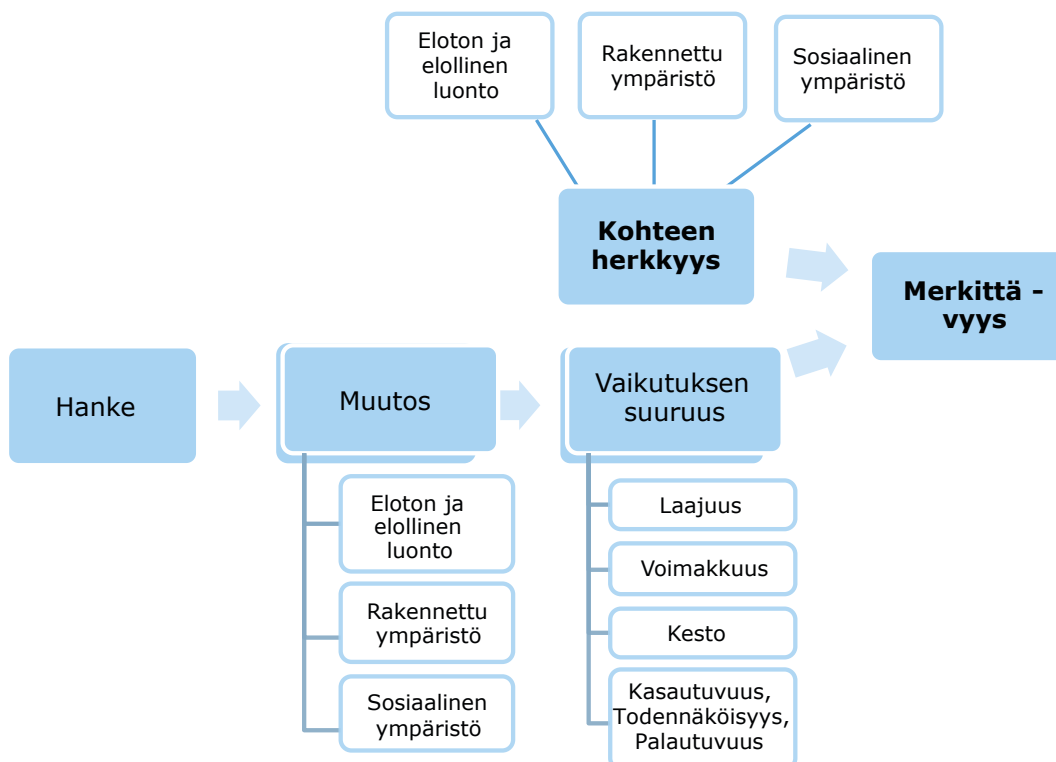 Eloton ja
elollinen
luonto
Rakennettu
ympäristö
Sosiaalinen
ympäristö
Kohteen
herkkyys
Merkittä -
vyys
Hanke
Muutos
Vaikutuksen
suuruus
Eloton ja
elollinen
luonto
Rakennettu
ympäristö
Sosiaalinen
ympäristö
Laajuus
Voimakkuus
Kesto
Kasautuvuus,
Todennäköisyys,
Palautuvuus